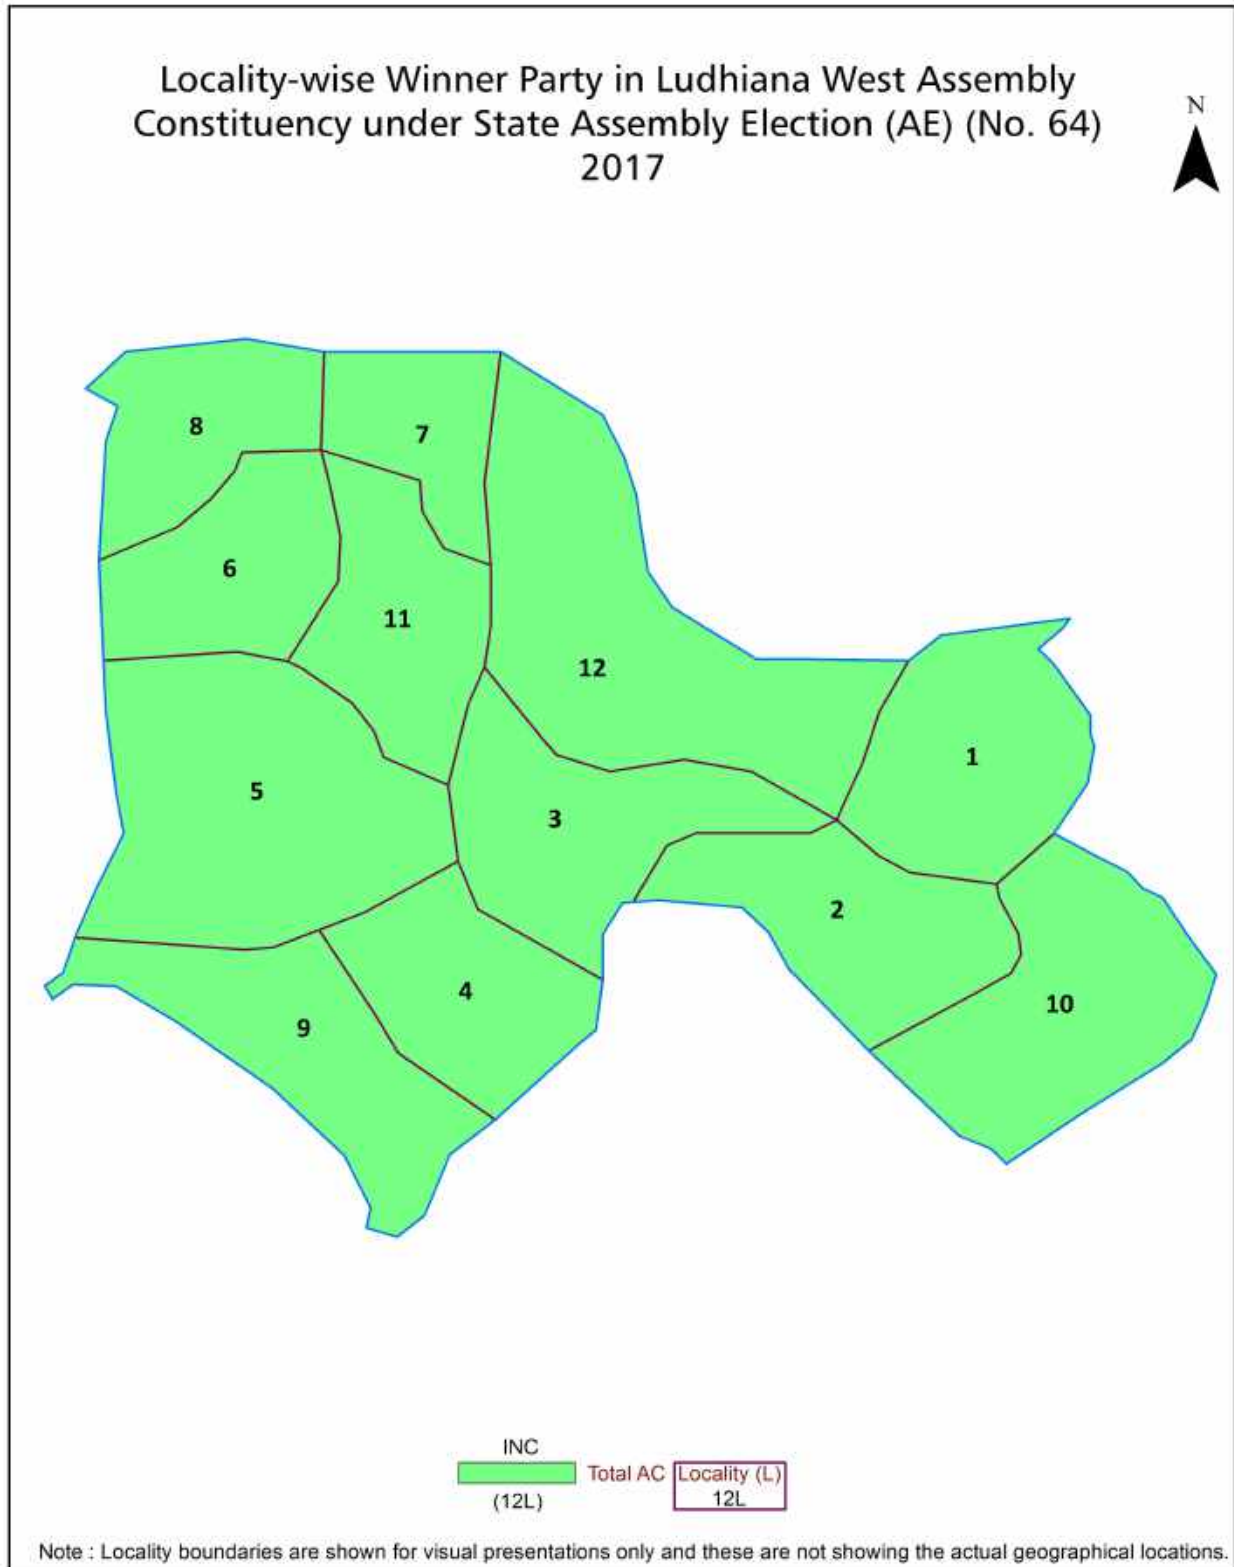 Locality-wise Winner Party in Ludhiana West Assembly
Constituency under State Assembly Election (AE) (No. 64)
2017
N
8
7
6
11
12
1
5
3
2
4
10
9
INC
Total AC Locality (L)
(12L) 12L
Note : Locality boundaries are shown for visual presentations only and these are not showing the actual geographical locations.